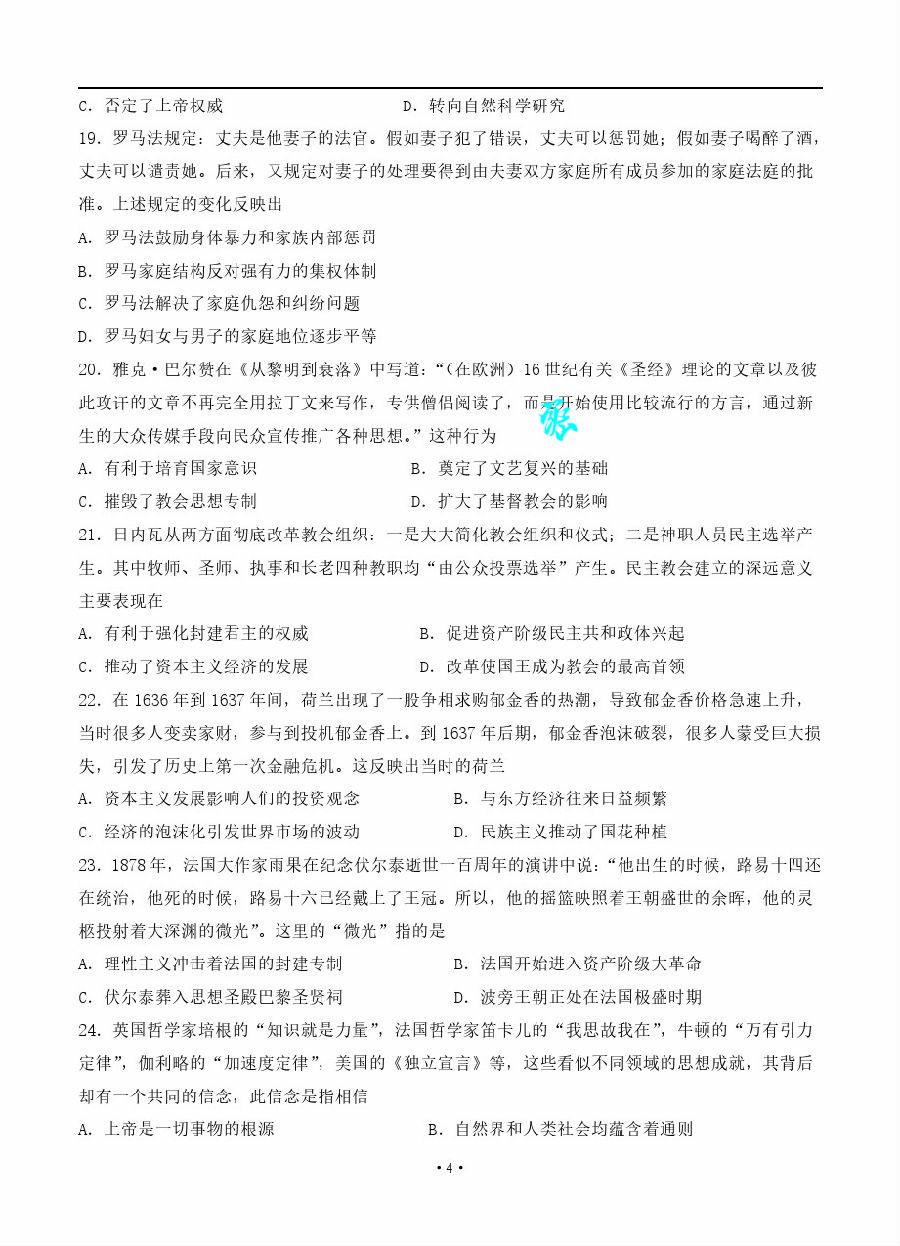 C．否定了上帝权威 D．转向自然科学研究
19．罗马法规定：丈夫是他妻子的法官。假如妻子犯了错误，丈夫可以惩罚她；假如妻子喝醉了酒，
丈夫可以谴责她。后来，又规定对妻子的处理要得到由夫妻双方家庭所有成员参加的家庭法庭的批
准。上述规定的变化反映出
A．罗马法鼓励身体暴力和家族内部惩罚
B．罗马家庭结构反对强有力的集权体制
C．罗马法解决了家庭仇怨和纠纷问题
D．罗马妇女与男子的家庭地位逐步平等
20．雅克·巴尔赞在《从黎明到衰落》中写道：“（在欧洲）16 世纪有关《圣经》理论的文章以及彼
此攻讦的文章不再完全用拉丁文来写作，专供僧侣阅读了，而是开始使用比较流行的方言，通过新
生的大众传媒手段向民众宣传推广各种思想。”这种行为
A．有利于培育国家意识 B．奠定了文艺复兴的基础
C．摧毁了教会思想专制 D．扩大了基督教会的影响
21．日内瓦从两方面彻底改革教会组织：一是大大简化教会组织和仪式；二是神职人员民主选举产
生。其中牧师、圣师、执事和长老四种教职均“由公众投票选举”产生。民主教会建立的深远意义
主要表现在
A．有利于强化封建君主的权威 B．促进资产阶级民主共和政体兴起
C．推动了资本主义经济的发展 D．改革使国王成为教会的最高首领
22．在 1636 年到 1637 年间，荷兰出现了一股争相求购郁金香的热潮，导致郁金香价格急速上升，
当时很多人变卖家财，参与到投机郁金香上。到 1637 年后期，郁金香泡沫破裂，很多人蒙受巨大损
失，引发了历史上第一次金融危机。这反映出当时的荷兰
A．资本主义发展影响人们的投资观念 B．与东方经济往来日益频繁
C．经济的泡沫化引发世界市场的波动 D．民族主义推动了国花种植
23．1878 年，法国大作家雨果在纪念伏尔泰逝世一百周年的演讲中说：“他出生的时候，路易十四还
在统治，他死的时候，路易十六已经戴上了王冠。所以，他的摇篮映照着王朝盛世的余晖，他的灵
柩投射着大深渊的微光”。这里的“微光”指的是
A．理性主义冲击着法国的封建专制 B．法国开始进入资产阶级大革命
C．伏尔泰葬入思想圣殿巴黎圣贤祠 D．波旁王朝正处在法国极盛时期
24．英国哲学家培根的“知识就是力量”，法国哲学家笛卡儿的“我思故我在”，牛顿的“万有引力
定律”，伽利略的“加速度定律”，美国的《独立宣言》等，这些看似不同领域的思想成就，其背后
却有一个共同的信念，此信念是指相信
A．上帝是一切事物的根源 B．自然界和人类社会均蕴含着通则
·4·